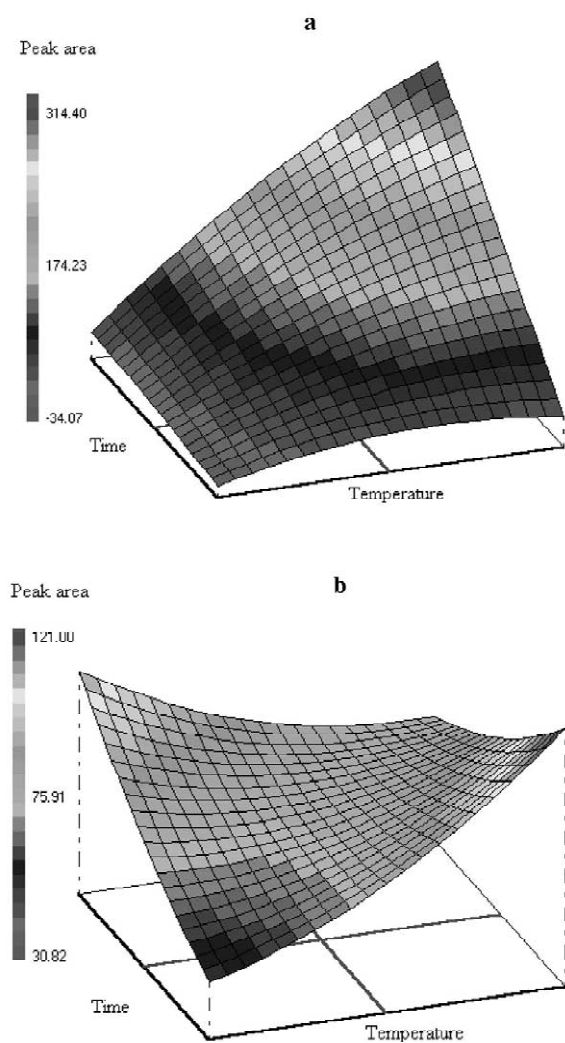 a
Peak area
314.40
174.23
-34.07
Time
Temperature
b
Peak area
121.00
75.91
30.82
Time
Temperature